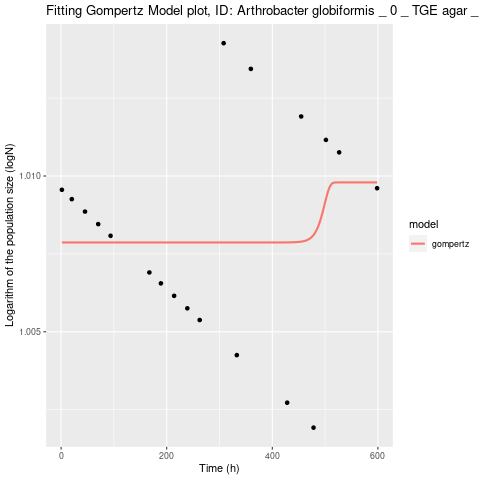 Fitting Gompertz Model plot, ID: Arthrobacter globiformis _ 0 _ TGE agar _
Logarithm of the population size (logN)
1.010
1.005
0 200 400 600
Time (h)
model
gompertz